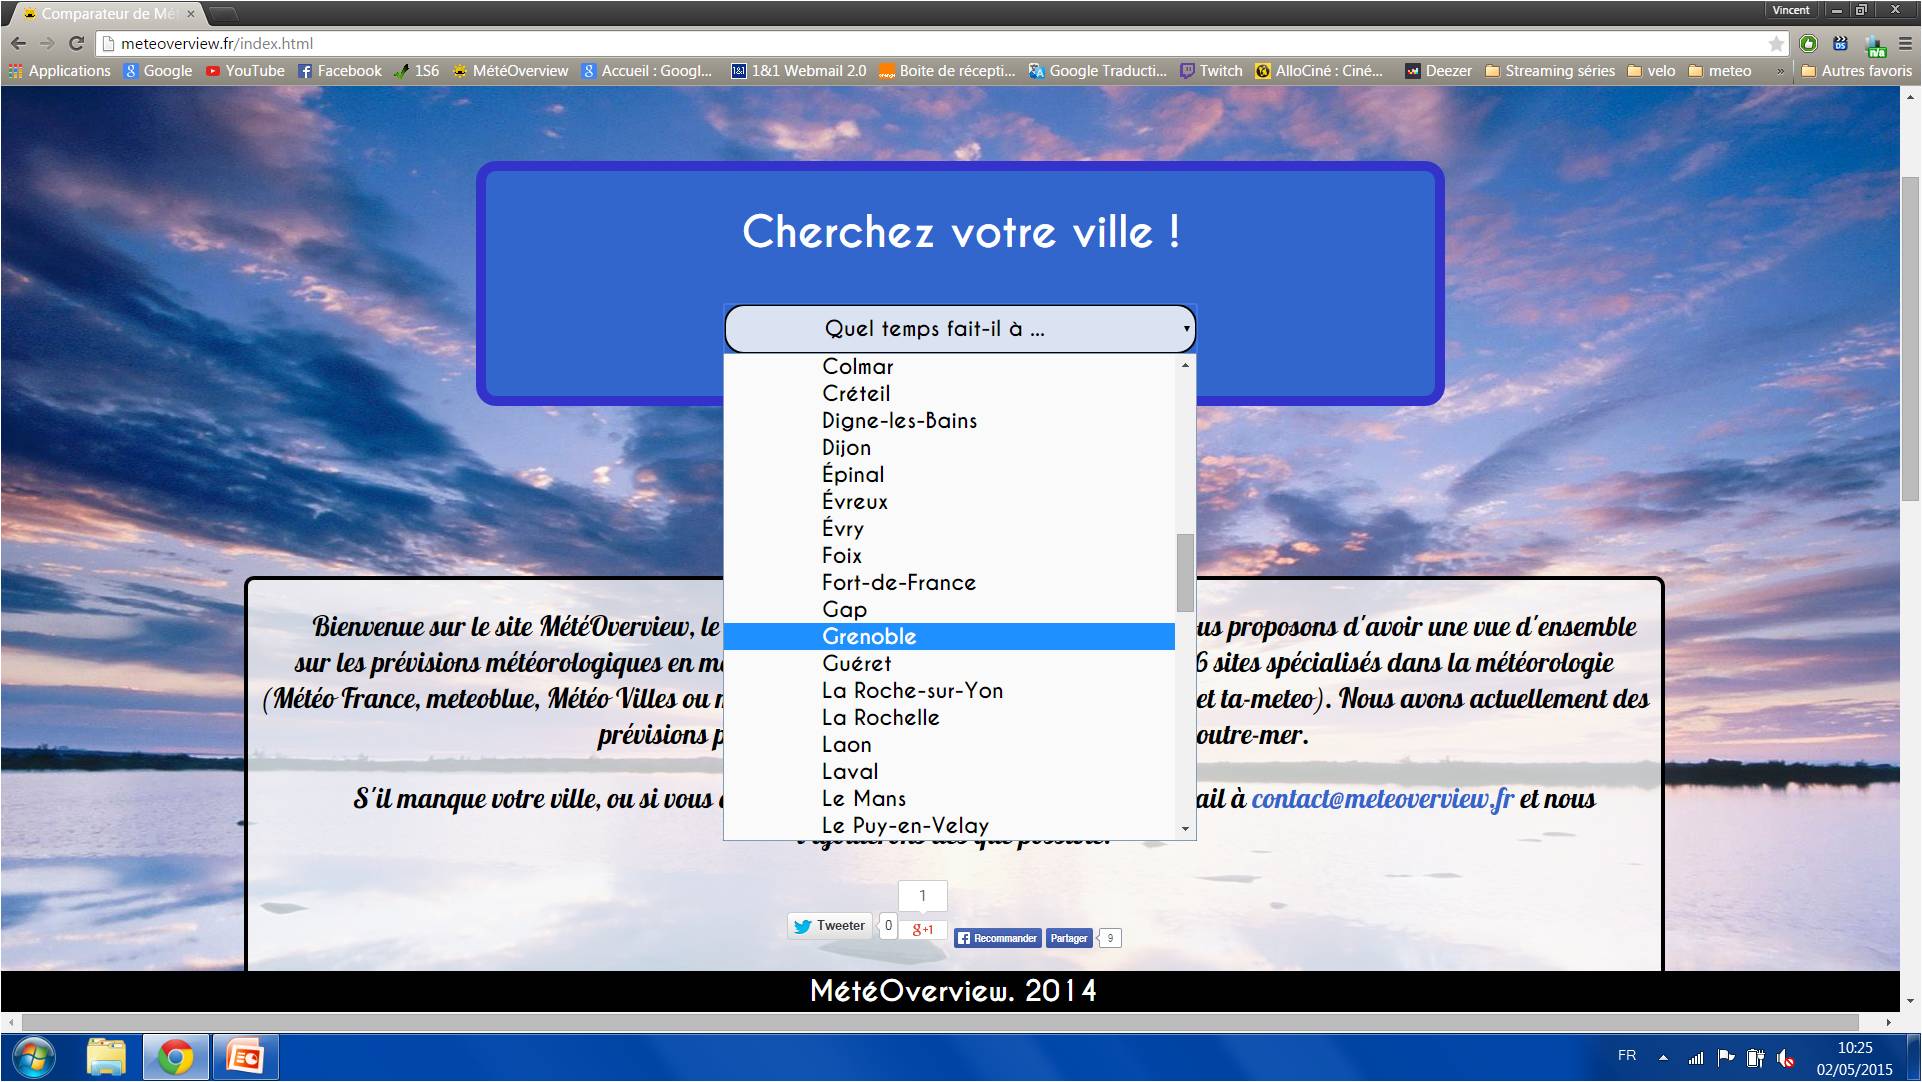 Comparateur de Mé
Vincent
meteoverview.fr/index.html
n/a
Applications Google YouTube Facebook 1S6 MétéOverview Accueil : Googl... 1&1 Webmail 2.0 Boite de récepti... Google Traducti... Twitch AlloCiné : Ciné... Deezer Streaming séries velo meteo » Autres favoris
Cherchez votre ville !
Quel temps fait-il à ...
Colmar
Créteil
Digne-les-Bains
Dijon
Épinal
Évreux
Évry
Foix
Fort-de-France
Gap
Grenoble
Guéret
La Roche-sur-Yon
La Rochelle
Laon
Laval
Le Mans
Le Puy-en-Velay
Bienvenue sur le site MétéOverview, le us proposons d'avoir une vue d'ensemble
sur les prévisions météorologiques en m 6 sites spécialisés dans la météorologie
(Météo France, meteoblue, Météo Villes ou et ta-meteo). Nous avons actuellement des
prévisions outre-mer.
S'il manque votre ville, ou si vous ail à contact@meteoverview.fr et nous
dès que possible.
1
Tweeter 0 g+1 Recommander Partager 9
MétéOverview. 2014
FR
10:25
02/05/2015